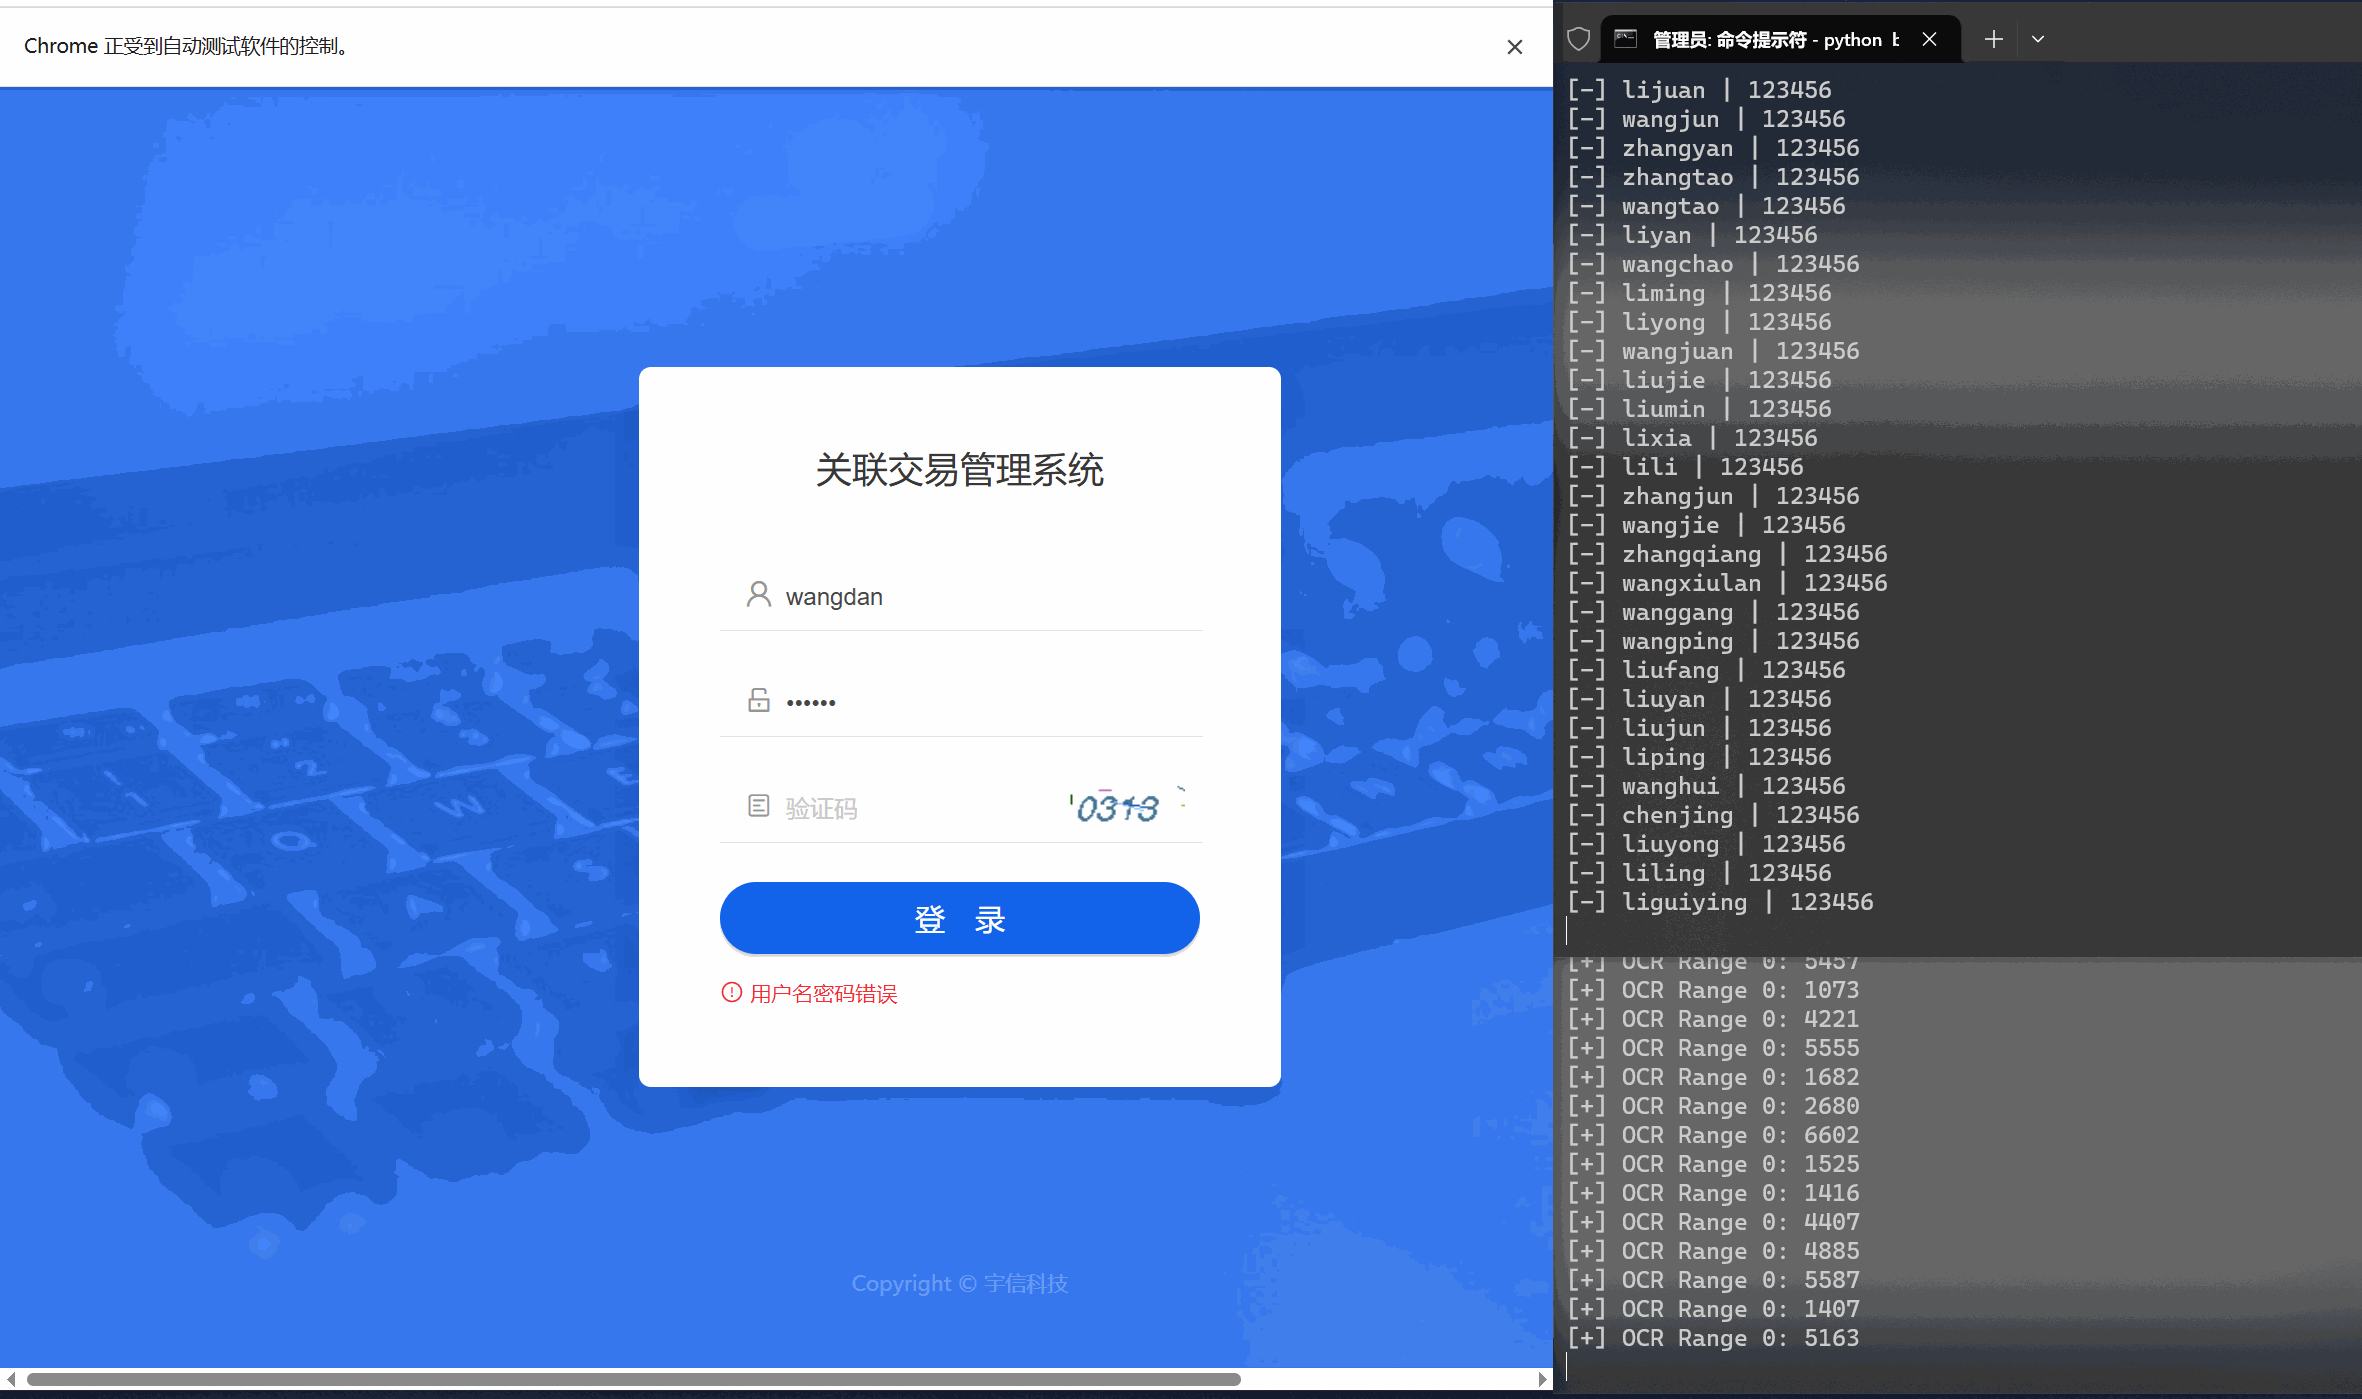 Chrome 正受到自动测试软件的控制。
关联交易管理系统
wangdan
••••••
验证码
0313
登 录
用户名密码错误
Copyright © 宇信科技
管理员: 命令提示符 - python b
[-] lijuan | 123456
[-] wangjun | 123456
[-] zhangyan | 123456
[-] zhangtao | 123456
[-] wangtao | 123456
[-] liyan | 123456
[-] wangchao | 123456
[-] liming | 123456
[-] liyong | 123456
[-] wangjuan | 123456
[-] liujie | 123456
[-] liumin | 123456
[-] lixia | 123456
[-] lili | 123456
[-] zhangjun | 123456
[-] wangjie | 123456
[-] zhangqiang | 123456
[-] wangxiulan | 123456
[-] wanggang | 123456
[-] wangping | 123456
[-] liufang | 123456
[-] liuyan | 123456
[-] liujun | 123456
[-] liping | 123456
[-] wanghui | 123456
[-] chenjing | 123456
[-] liuyong | 123456
[-] liling | 123456
[-] liguiying | 123456
[+] OCR Range 0: 5457
[+] OCR Range 0: 1073
[+] OCR Range 0: 4221
[+] OCR Range 0: 5555
[+] OCR Range 0: 1682
[+] OCR Range 0: 2680
[+] OCR Range 0: 6602
[+] OCR Range 0: 1525
[+] OCR Range 0: 1416
[+] OCR Range 0: 4407
[+] OCR Range 0: 4885
[+] OCR Range 0: 5587
[+] OCR Range 0: 1407
[+] OCR Range 0: 5163